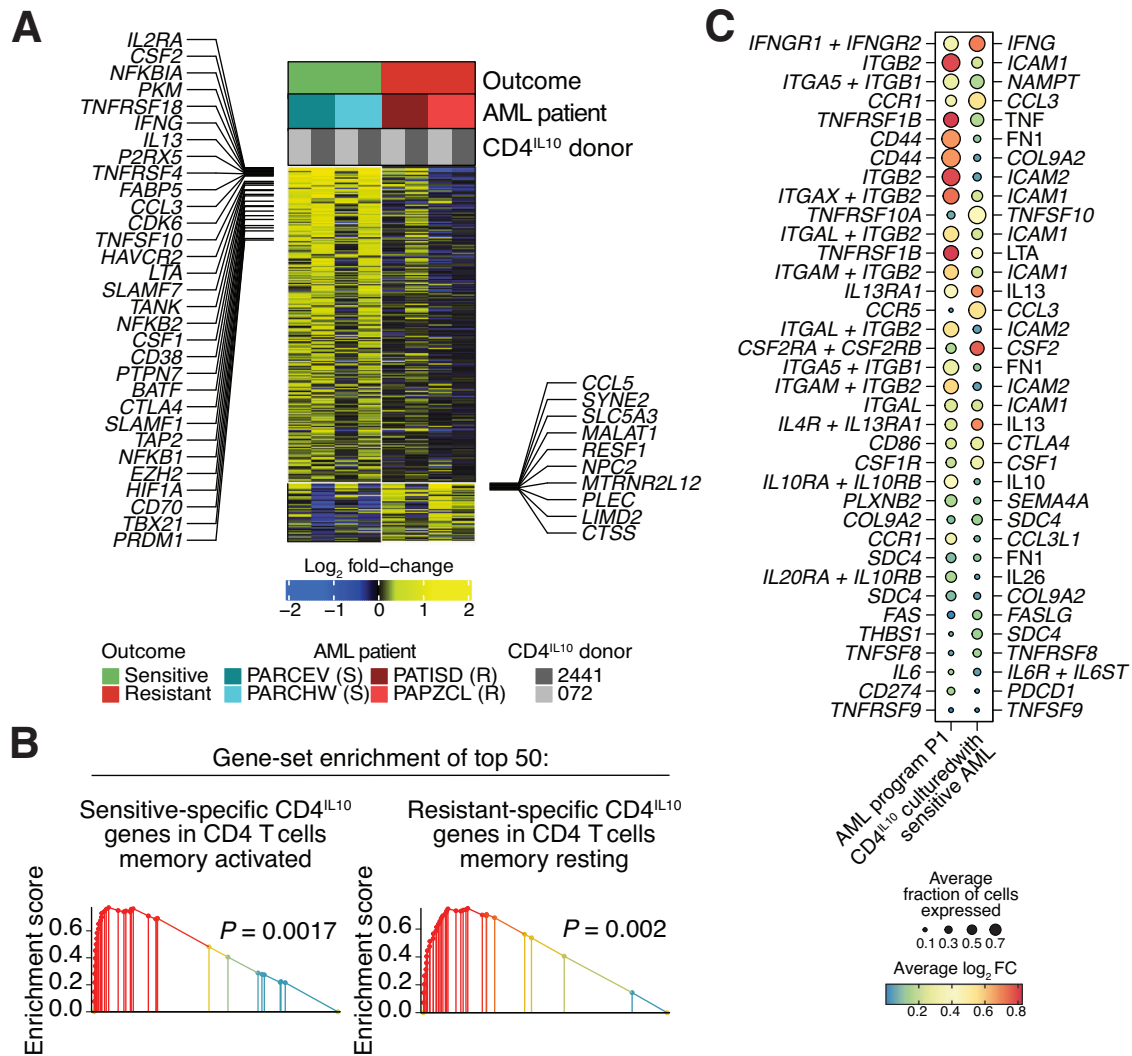 A
IL2RA
CSF2
NFKBIA
PKM
TNFRSF18
IFNG
IL13
P2RX5
TNFRSF4
FABP5
CCL3
CDK6
TNFSF10
HAVCR2
LTA
SLAMF7
TANK
NFKB2
CSF1
CD38
PTPN7
BATF
CTLA4
SLAMF1
TAP2
NFKB1
EZH2
HIF1A
CD70
TBX21
PRDM1
Outcome
AML patient
CD4IL10 donor
CCL5
SYNE2
SLC5A3
MALAT1
RESF1
NPC2
MTRNR2L12
PLEC
LIMD2
CTSS
Log2 fold−change
−2 −1 0 1 2
Outcome
Sensitive
Resistant
AML patient
PARCEV (S) PATISD (R)
PARCHW (S) PAPZCL (R)
CD4IL10 donor
2441
072
B
Gene-set enrichment of top 50:
Sensitive-specific CD4IL10
genes in CD4 T cells
memory activated
Enrichment score
0.6
0.4
0.2
0.0
P = 0.0017
Resistant-specific CD4IL10
genes in CD4 T cells
memory resting
Enrichment score
0.6
0.4
0.2
0.0
P = 0.002
C
IFNGR1 + IFNGR2 IFNG
ITGB2 ICAM1
ITGA5 + ITGB1 NAMPT
CCR1 CCL3
TNFRSF1B TNF
CD44 FN1
CD44 COL9A2
ITGB2 ICAM2
ITGAX + ITGB2 ICAM1
TNFRSF10A TNFSF10
ITGAL + ITGB2 ICAM1
TNFRSF1B LTA
ITGAM + ITGB2 ICAM1
IL13RA1 IL13
CCR5 CCL3
ITGAL + ITGB2 ICAM2
CSF2RA + CSF2RB CSF2
ITGA5 + ITGB1 FN1
ITGAM + ITGB2 ICAM2
ITGAL ICAM1
IL4R + IL13RA1 IL13
CD86 CTLA4
CSF1R CSF1
IL10RA + IL10RB IL10
PLXNB2 SEMA4A
COL9A2 SDC4
CCR1 CCL3L1
SDC4 FN1
IL20RA + IL10RB IL26
SDC4 COL9A2
FAS FASLG
THBS1 SDC4
TNFSF8 TNFRSF8
IL6 IL6R + IL6ST
CD274 PDCD1
TNFRSF9 TNFSF9
AML program P1
CD4IL10 culturedwith
sensitive AML
Average
fraction of cells
expressed
0.1 0.3 0.5 0.7
Average log2 FC
0.2 0.4 0.6 0.8